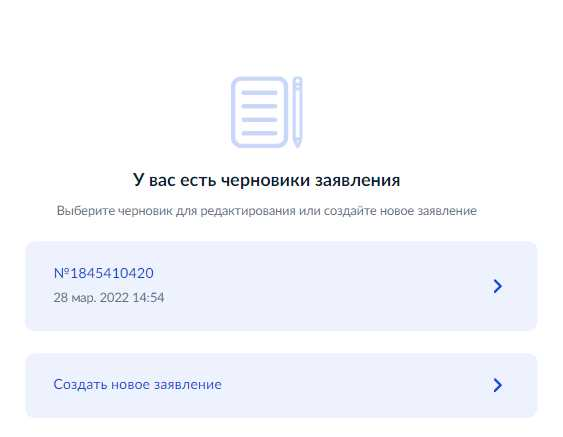 У вас есть черновики заявления
Выберите черновик для редактирования или создайте новое заявление
№1845410420
28 мар. 2022 14:54
Создать новое заявление